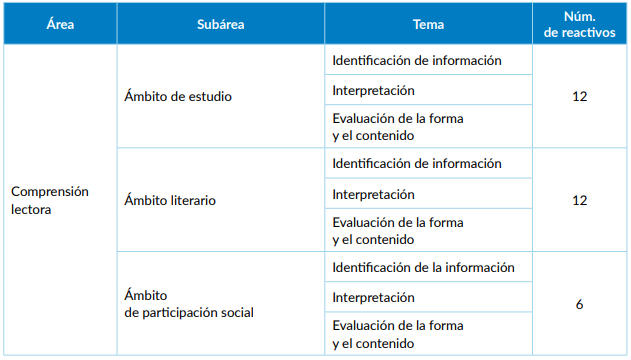 Área Subárea Tema Núm.
de reactivos
Comprensión
lectora
Ámbito de estudio
Identificación de información
Interpretación
Evaluación de la forma
y el contenido
12
Ámbito literario
Identificación de información
Interpretación
Evaluación de la forma
y el contenido
12
Ámbito
de participación social
Identificación de la información
Interpretación
Evaluación de la forma
y el contenido
6